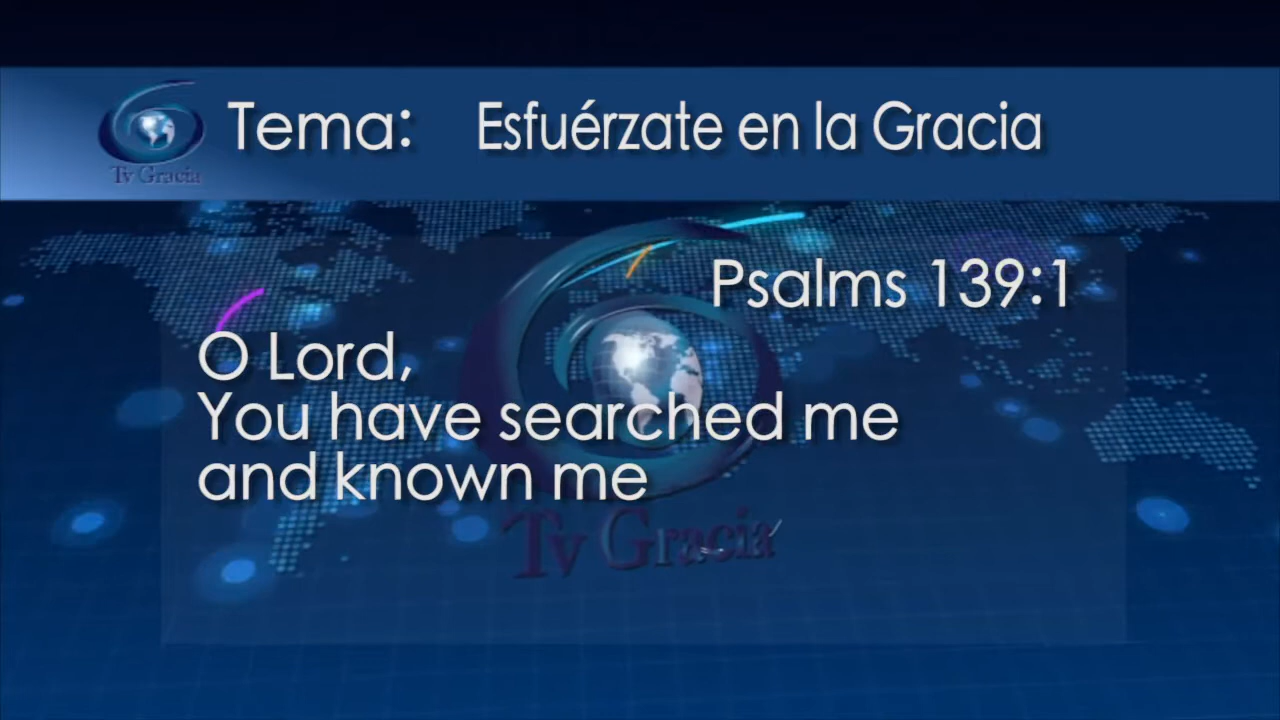 Tema: Esfuérzate en la Gracia
Tv Gracia
Psalms 139:1
O Lord,
You have searched me
and known me
Tv Gracia